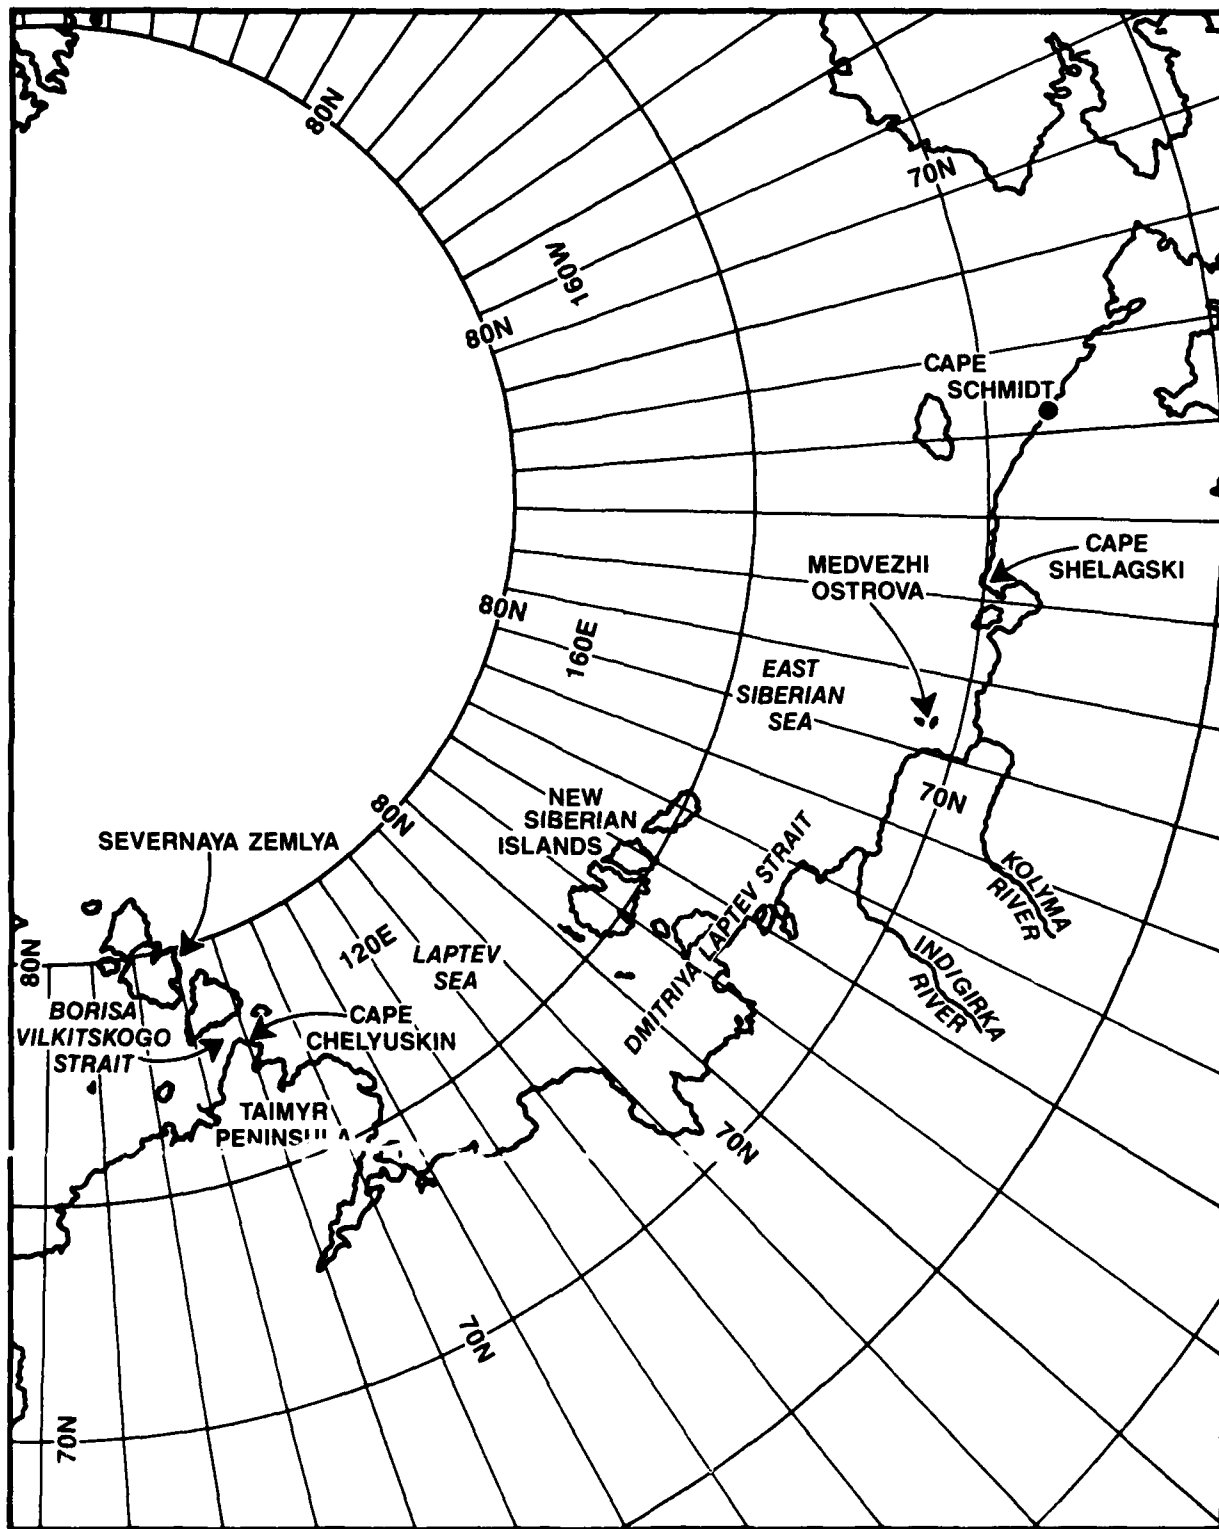 80N
70N
160W
80N
CAPE
SCHMIDT
CAPE
SHELAGSKI
MEDVEZHI
OSTROVA
80N
160E
EAST
SIBERIAN
SEA
70N
NEW
SIBERIAN
ISLANDS
80N
SEVERNAYA ZEMLYA
DMITRIYA LAPTEV STRAIT
KOLYMA
RIVER
INDIGIRKA
RIVER
120E
LAPTEV
SEA
80N
BORISA
VILKITSKOGO
STRAIT
CAPE
CHELYUSKIN
TAIMYR
PENINSULA
70N
70N
70N